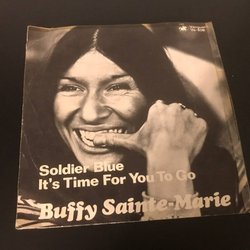 Soldier Blue
It's Time For You To Go
Buffy Sainte-Marie